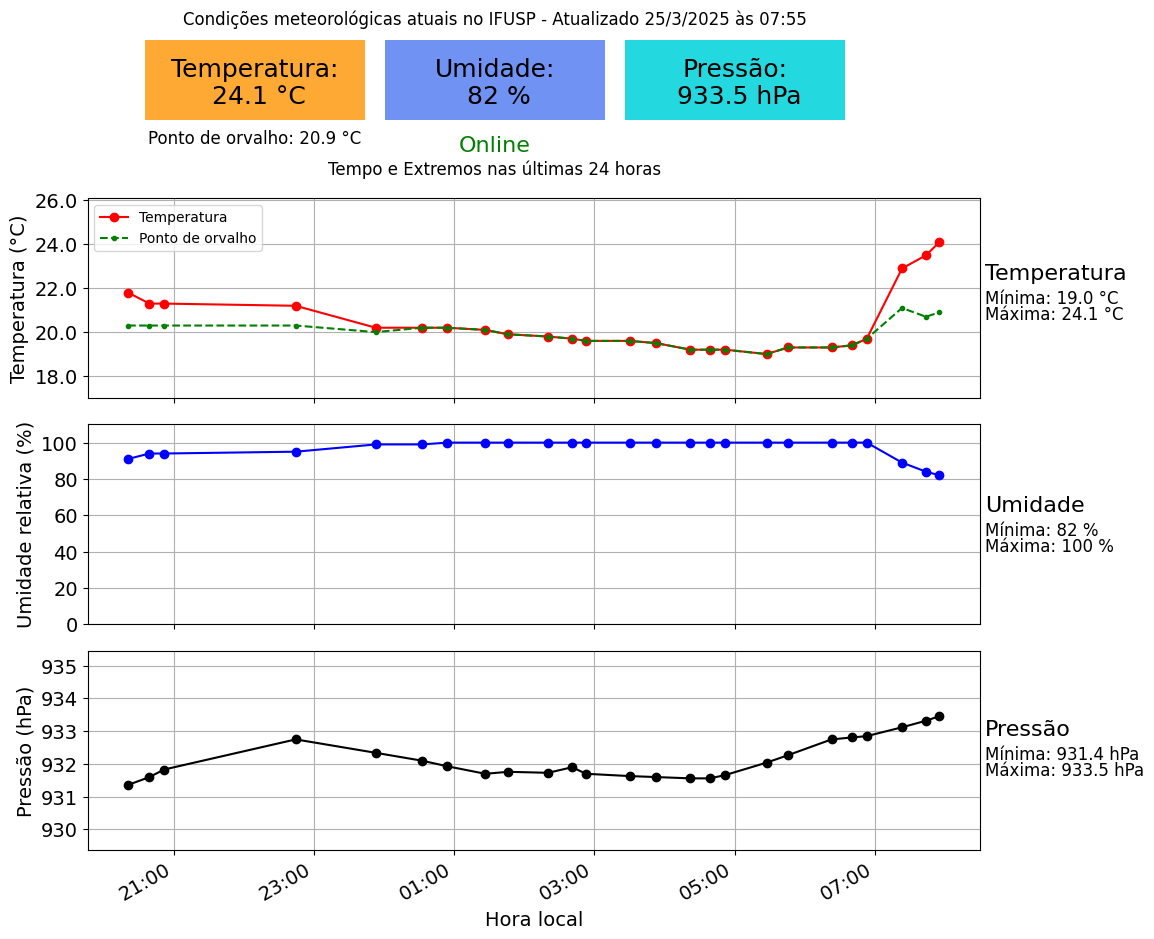 Condições meteorológicas atuais no IFUSP - Atualizado 25/3/2025 às 07:55
Temperatura:
24.1 °C
Umidade:
82 %
Pressão:
933.5 hPa
Ponto de orvalho: 20.9 °C
Online
Tempo e Extremos nas últimas 24 horas
Temperatura (°C)
26.0
24.0
22.0
20.0
18.0
Temperatura
Ponto de orvalho
Temperatura
Mínima: 19.0 °C
Máxima: 24.1 °C
Umidade relativa (%)
100
80
60
40
20
0
Umidade
Mínima: 82 %
Máxima: 100 %
Pressão (hPa)
935
934
933
932
931
930
Pressão
Mínima: 931.4 hPa
Máxima: 933.5 hPa
21:00
23:00
01:00
03:00
05:00
07:00
Hora local